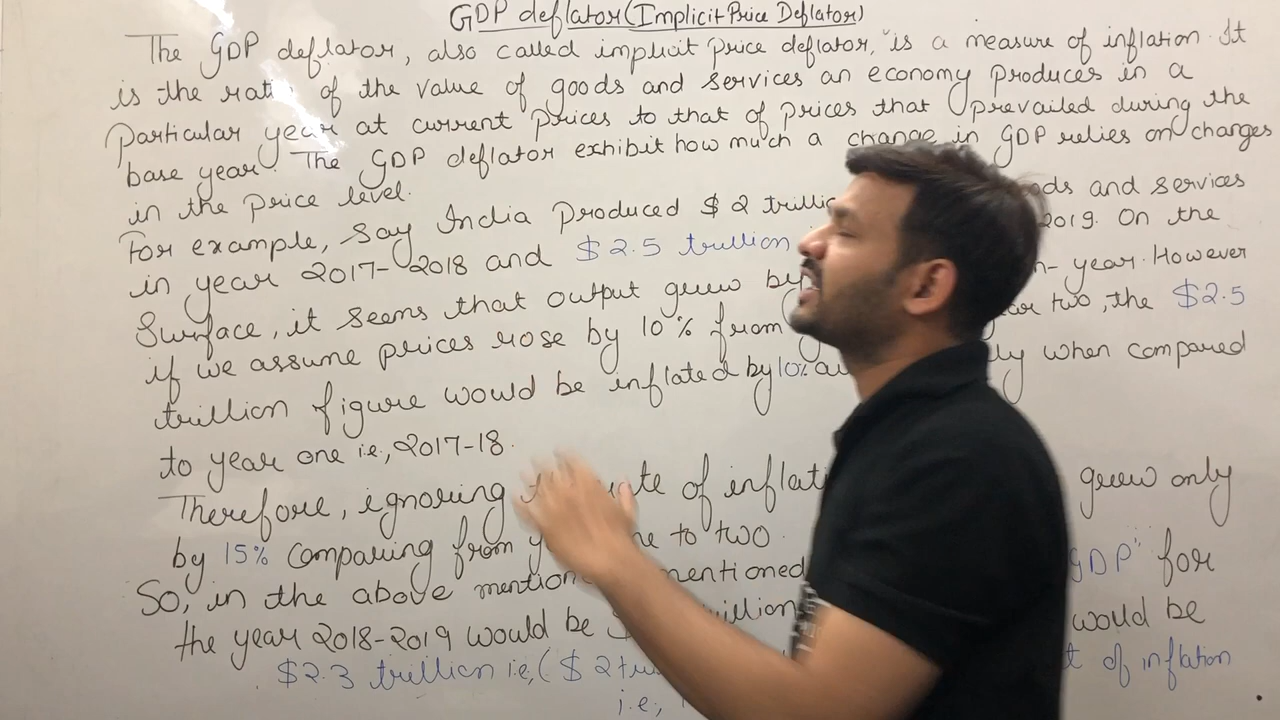 GDP deflator (Implicit Price Deflator)
The GDP deflator, also called implicit price deflator, is a measure of inflation. It
is the rati of the value of goods and services an economy produces in a
particular year at current prices to that of prices that prevailed during the
base year. The GDP deflator exhibit how much a change in GDP relies on changes
in the price level.
For example, say India produced $2 trillio ods and services
in year 2017-2018 and $2.5 trillion 2019. On the
Surface, it seems that output grew by n-year. However
if we assume prices rose by 10% from two, the $2.5
trillion figure would be inflated by 10% ly when compared
to year one i.e., 2017-18.
Therefore, ignoring rate of inflati grew only
by 15% comparing from to two
So, in the above mention mentioned GDP" for
the year 2018-2019 would be $ illion would be
$2.3 trillion i.e, ( $2 of inflation
i.e.,